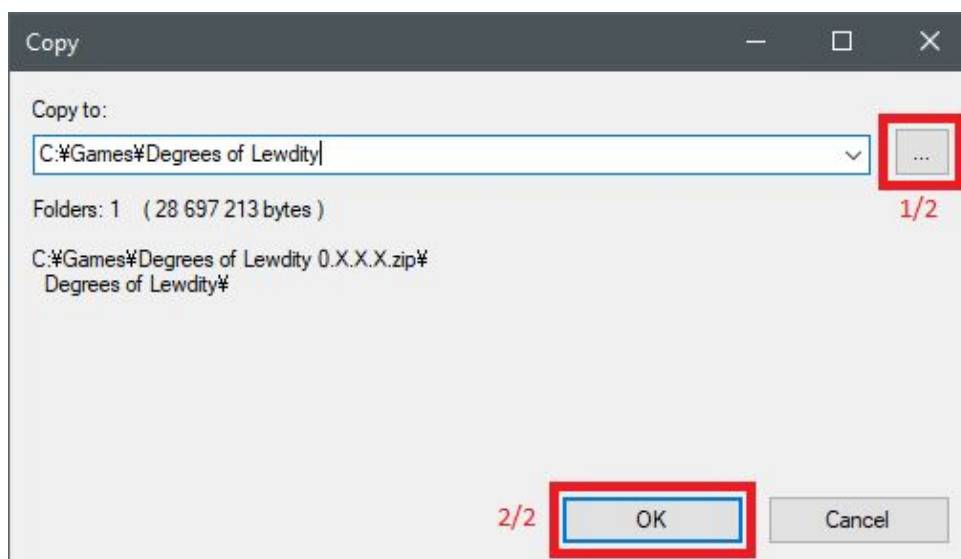 Copy
Copy to:
C:¥Games¥Degrees of Lewdity
...
1/2
Folders: 1 ( 28 697 213 bytes )
C:¥Games¥Degrees of Lewdity 0.X.X.X.zip¥
Degrees of Lewdity¥
2/2
OK
Cancel